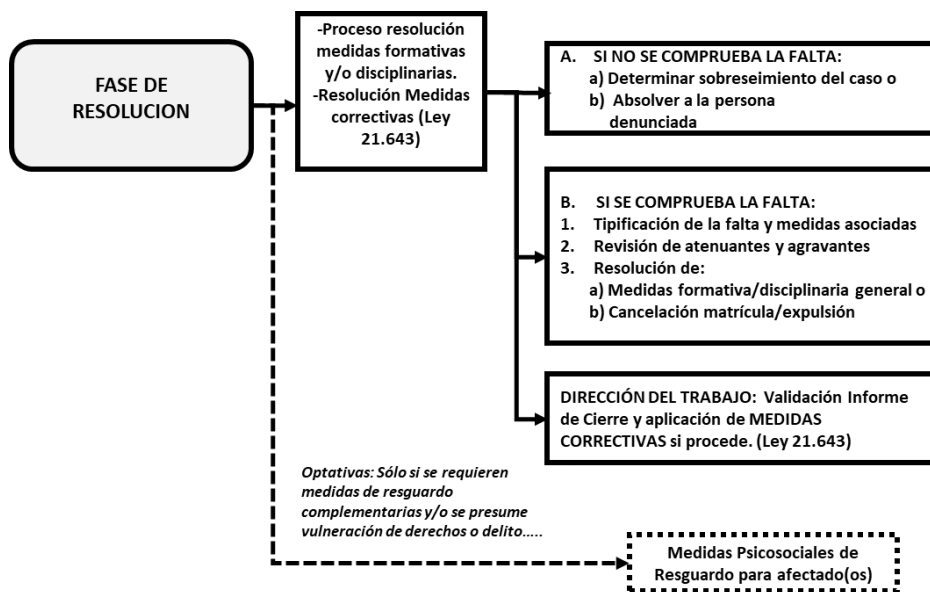 FASE DE
RESOLUCION
-Proceso resolución
medidas formativas
y/o disciplinarias.
-Resolución Medidas
correctivas (Ley
21.643)
A. SI NO SE COMPRUEBA LA FALTA:
a) Determinar sobreseimiento del caso o
b) Absolver a la persona
denunciada
B. SI SE COMPRUEBA LA FALTA:
1. Tipificación de la falta y medidas asociadas
2. Revisión de atenuantes y agravantes
3. Resolución de:
a) Medidas formativa/disciplinaria general o
b) Cancelación matrícula/expulsión
DIRECCIÓN DEL TRABAJO: Validación Informe
de Cierre y aplicación de MEDIDAS
CORRECTIVAS si procede. (Ley 21.643)
Optativas: Sólo si se requieren
medidas de resguardo
complementarias y/o se presume
vulneración de derechos o delito.....
Medidas Psicosociales de
Resguardo para afectado(os)